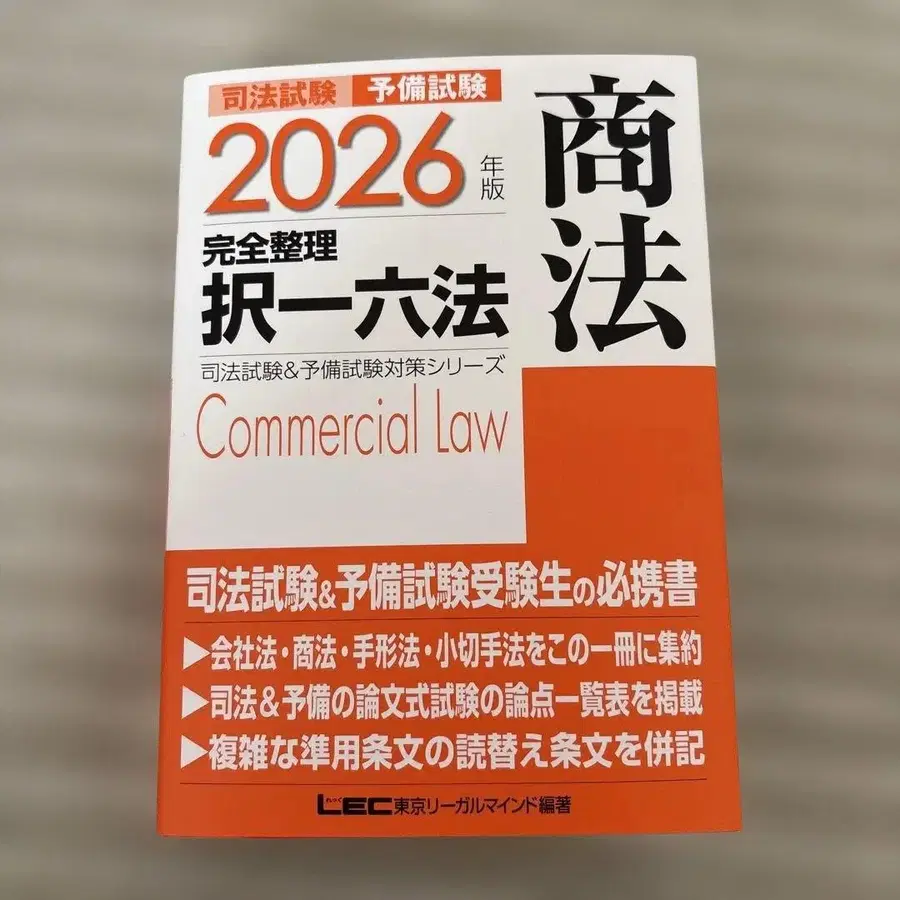 司法試験 予備試験
2026年版
商法
完全整理
択一六法
司法試験&予備試験対策シリーズ
Commercial Law
司法試験&予備試験受験生の必携書
▶会社法・商法・手形法・小切手法をこの一冊に集約
▶司法&予備の論文式試験の論点一覧表を掲載
▶複雑な準用条文の読替え条文を併記
れっく
LEC東京リーガルマインド編著